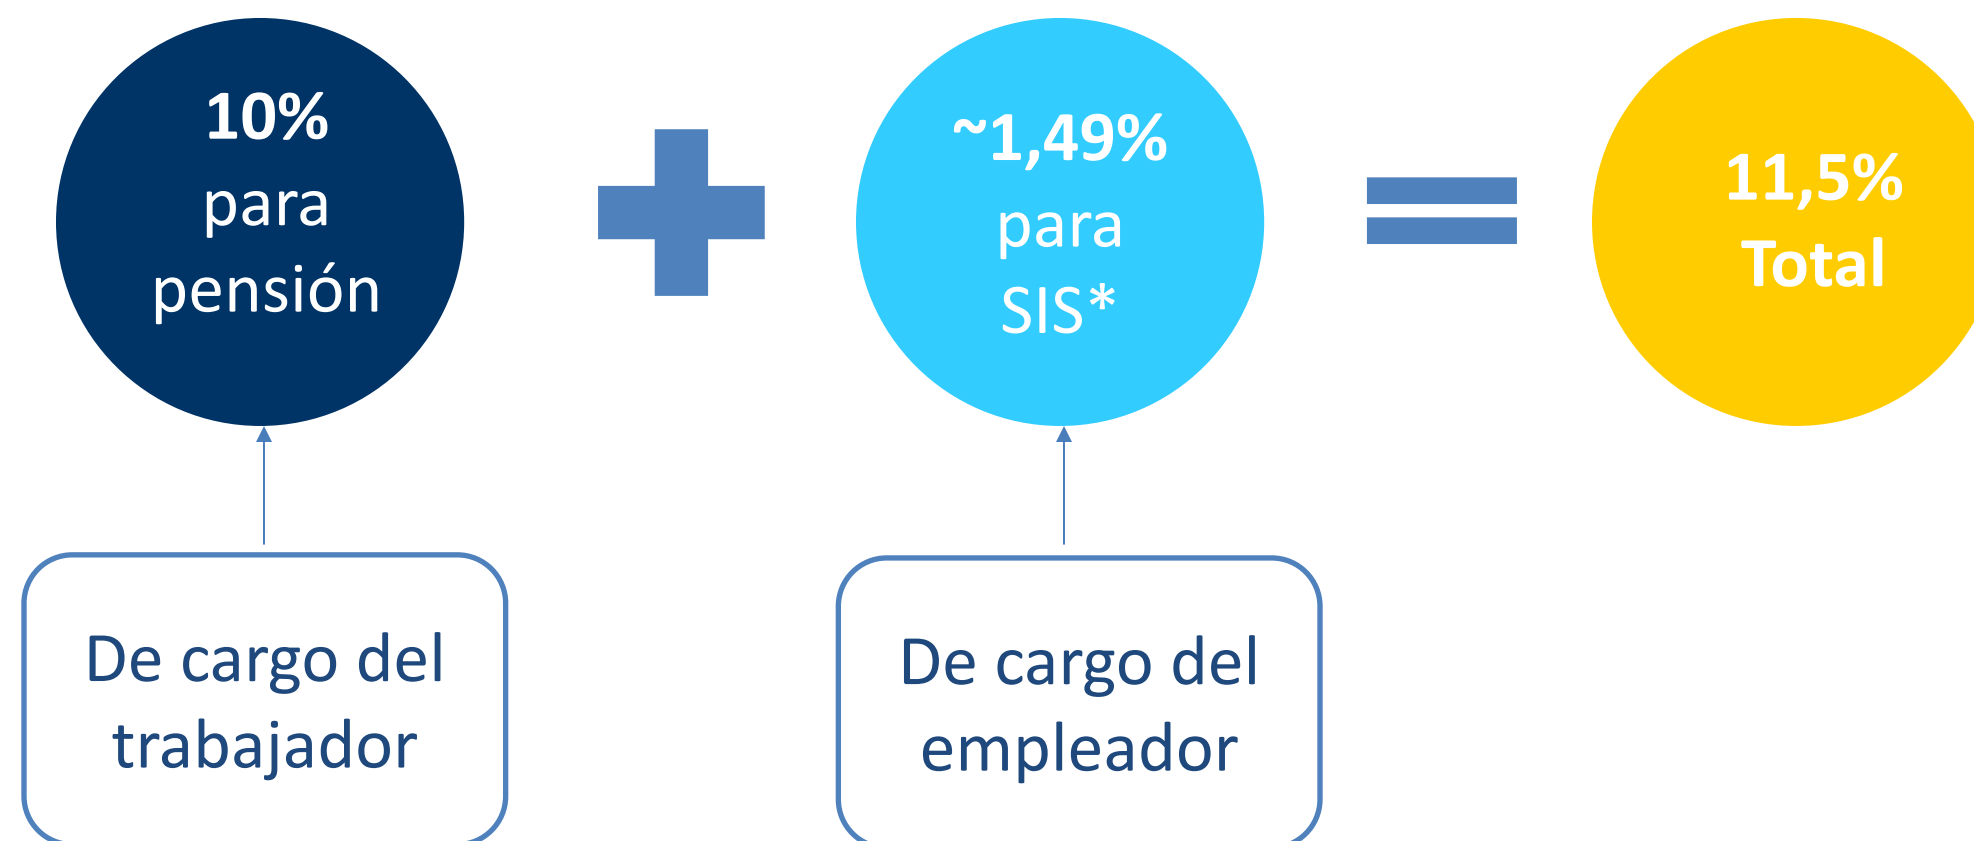 10%
para
pensión
~1,49%
para
SIS*
11,5%
Total
De cargo del
trabajador
De cargo del
empleador